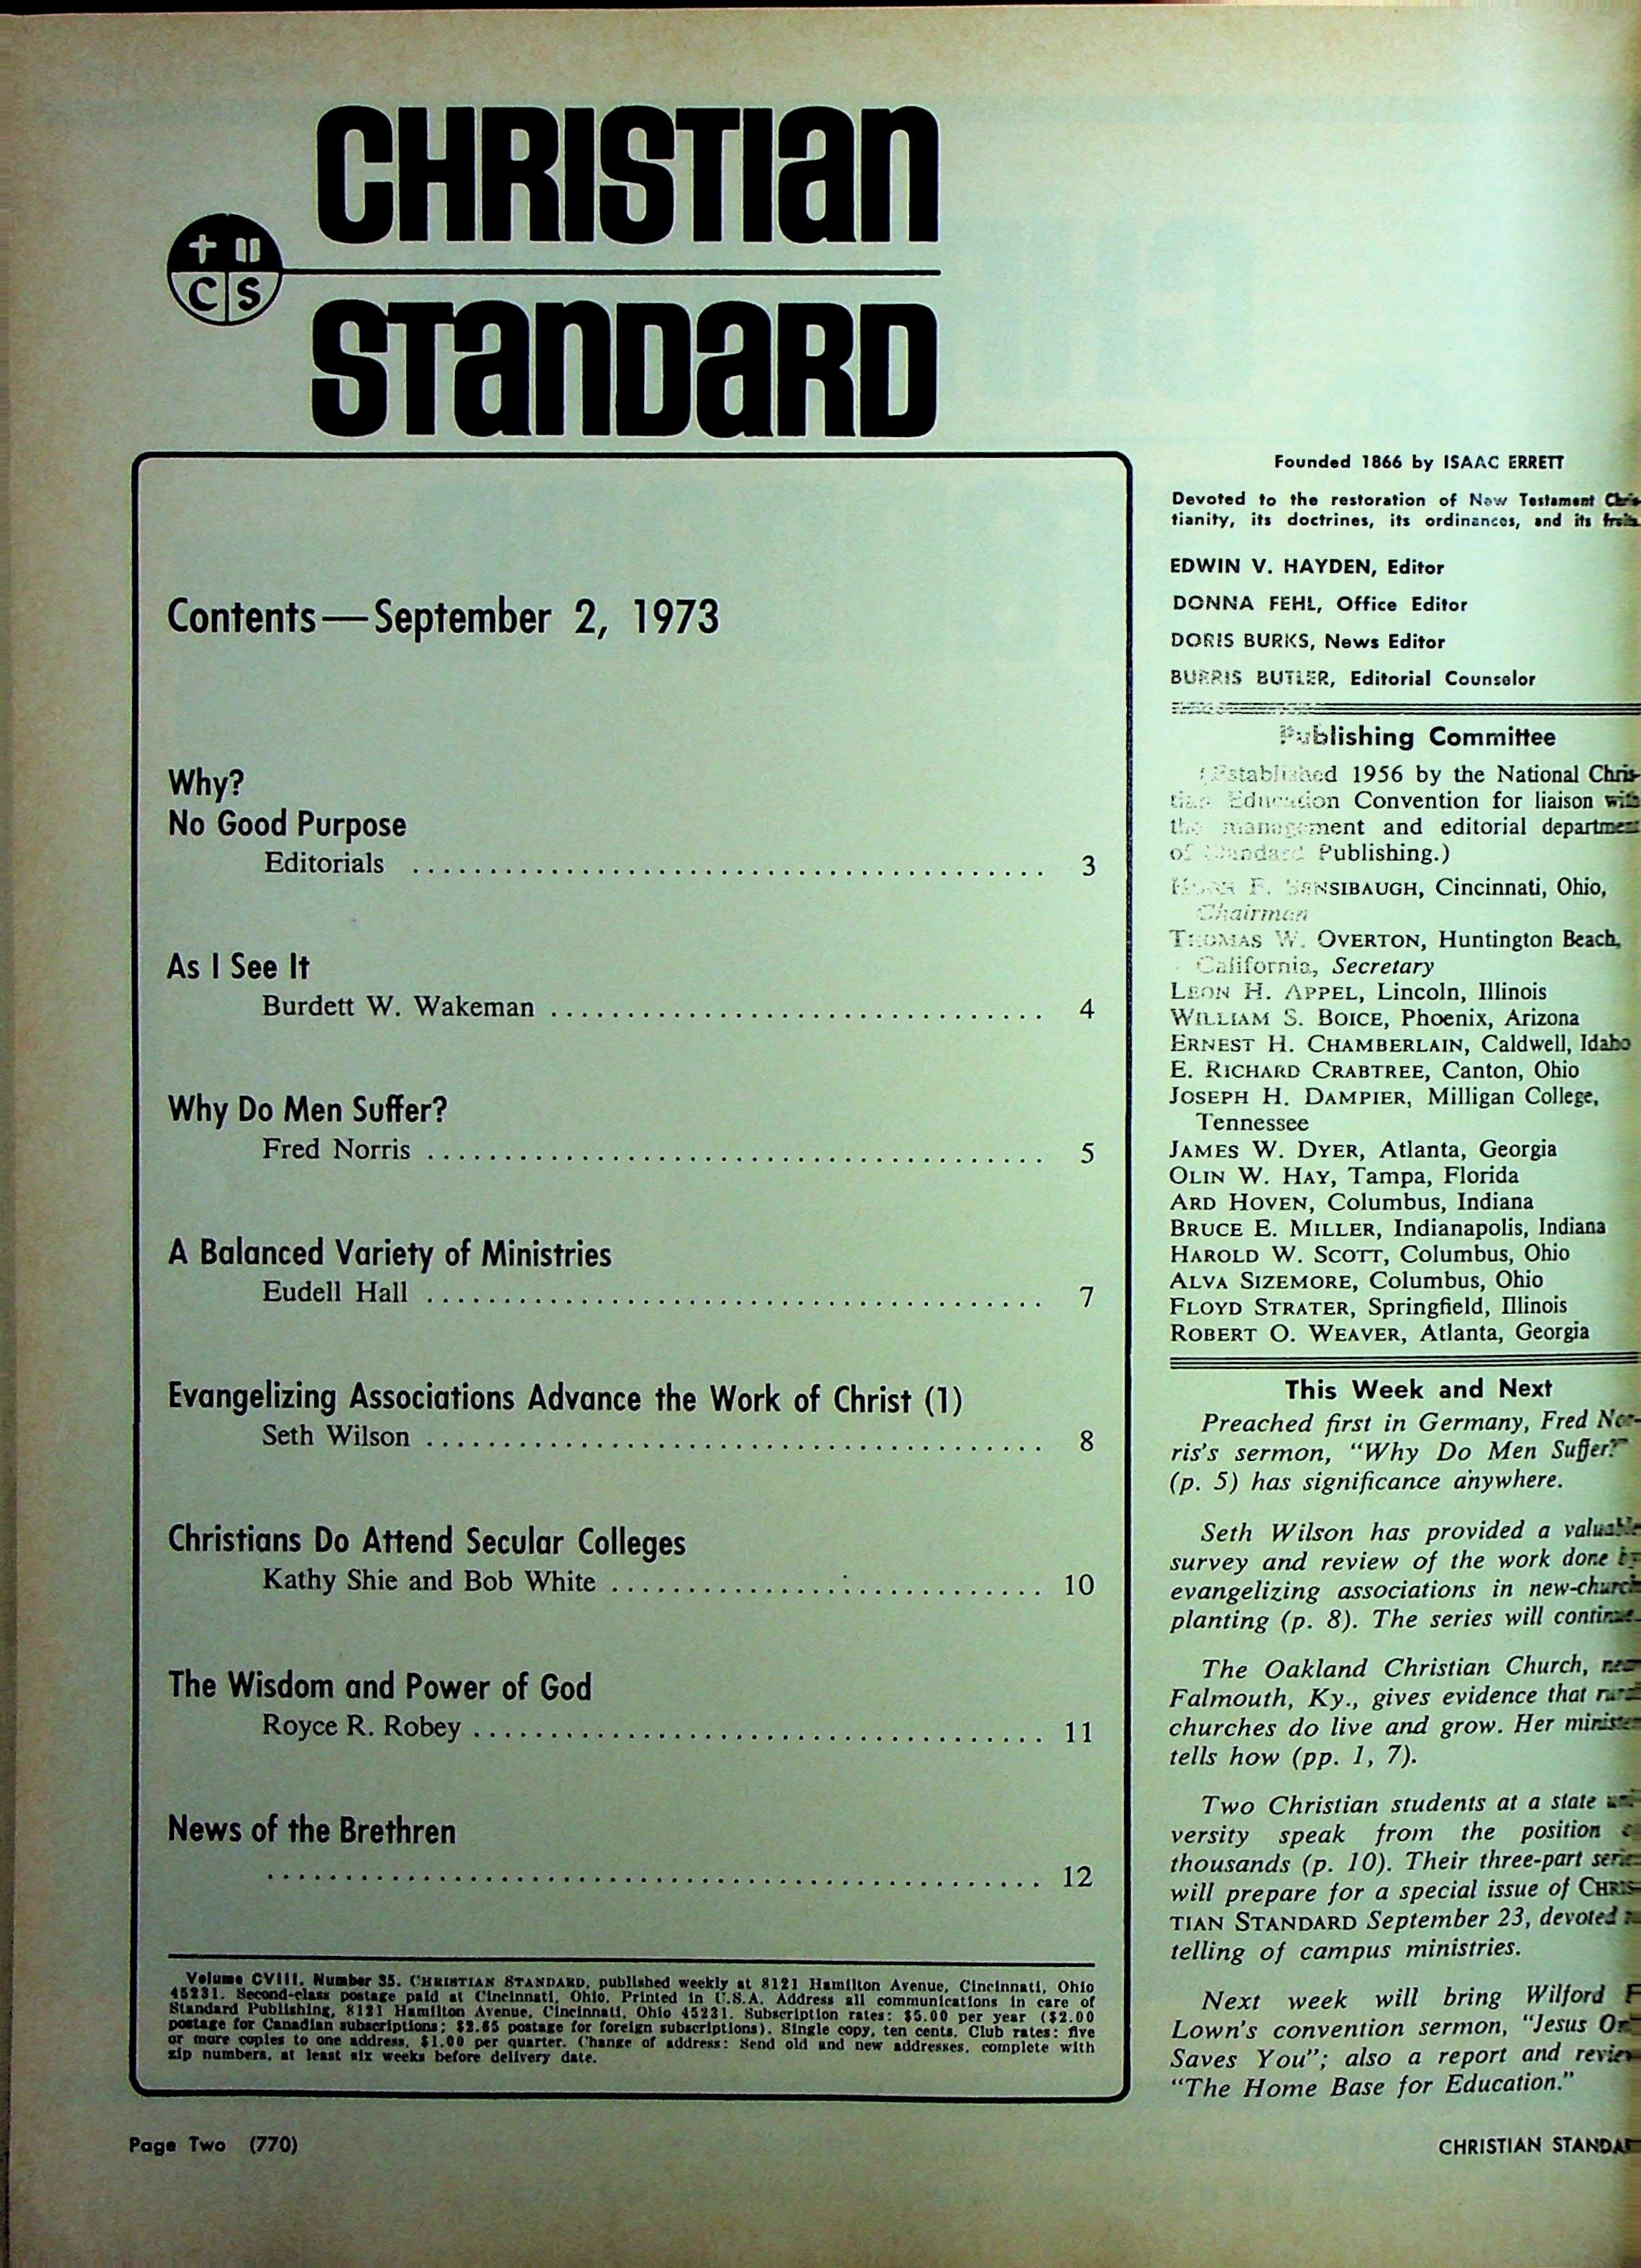 CHRISTIAN
STANDARD
C S
Contents—September 2, 1973
Why?
No Good Purpose
Editorials ........................................ 3
As I See It
Burdett W. Wakeman ................................ 4
Why Do Men Suffer?
Fred Norris ........................................ 5
A Balanced Variety of Ministries
Eudell Hall ........................................ 7
Evangelizing Associations Advance the Work of Christ (1)
Seth Wilson ........................................ 8
Christians Do Attend Secular Colleges
Kathy Shie and Bob White ............................ 10
The Wisdom and Power of God
Royce R. Robey ..................................... 11
News of the Brethren
.................................................. 12
Volume CVIII, Number 35. CHRISTIAN STANDARD, published weekly at 8121 Hamilton Avenue, Cincinnati, Ohio
45231. Second-class postage paid at Cincinnati, Ohio. Printed in U.S.A. Address all communications in care of
Standard Publishing, 8121 Hamilton Avenue, Cincinnati, Ohio 45231. Subscription rates: $5.00 per year ($2.00
postage for Canadian subscriptions; $2.65 postage for foreign subscriptions). Single copy, ten cents. Club rates: five
or more copies to one address, $1.00 per quarter. Change of address: Send old and new addresses, complete with
zip numbers, at least six weeks before delivery date.
Page Two (770)
Founded 1866 by ISAAC ERRETT
Devoted to the restoration of New Testament Chris-
tianity, its doctrines, its ordinances, and its fruits.
EDWIN V. HAYDEN, Editor
DONNA FEHL, Office Editor
DORIS BURKS, News Editor
BURRIS BUTLER, Editorial Counselor
Publishing Committee
(Established 1956 by the National Chris-
tian Education Convention for liaison with
the management and editorial department
of Standard Publishing.)
F. SENSIBAUGH, Cincinnati, Ohio,
Chairman
THOMAS W. OVERTON, Huntington Beach,
California, Secretary
LEON H. APPEL, Lincoln, Illinois
WILLIAM S. BOICE, Phoenix, Arizona
ERNEST H. CHAMBERLAIN, Caldwell, Idaho
E. RICHARD CRABTREE, Canton, Ohio
JOSEPH H. DAMPIER, Milligan College,
Tennessee
JAMES W. DYER, Atlanta, Georgia
OLIN W. HAY, Tampa, Florida
ARD HOVEN, Columbus, Indiana
BRUCE E. MILLER, Indianapolis, Indiana
HAROLD W. SCOTT, Columbus, Ohio
ALVA SIZEMORE, Columbus, Ohio
FLOYD STRATER, Springfield, Illinois
ROBERT O. WEAVER, Atlanta, Georgia
This Week and Next
Preached first in Germany, Fred Nor-
ris's sermon, "Why Do Men Suffer?"
(p. 5) has significance anywhere.
Seth Wilson has provided a valuable
survey and review of the work done by
evangelizing associations in new-church
planting (p. 8). The series will continue.
The Oakland Christian Church, near
Falmouth, Ky., gives evidence that rural
churches do live and grow. Her minister
tells how (pp. 1, 7).
Two Christian students at a state uni-
versity speak from the position
thousands (p. 10). Their three-part series
will prepare for a special issue of CHRIS-
TIAN STANDARD September 23, devoted
telling of campus ministries.
Next week will bring Wilford
Lown's convention sermon, "Jesus
Saves You"; also a report and review
"The Home Base for Education."
CHRISTIAN STANDA